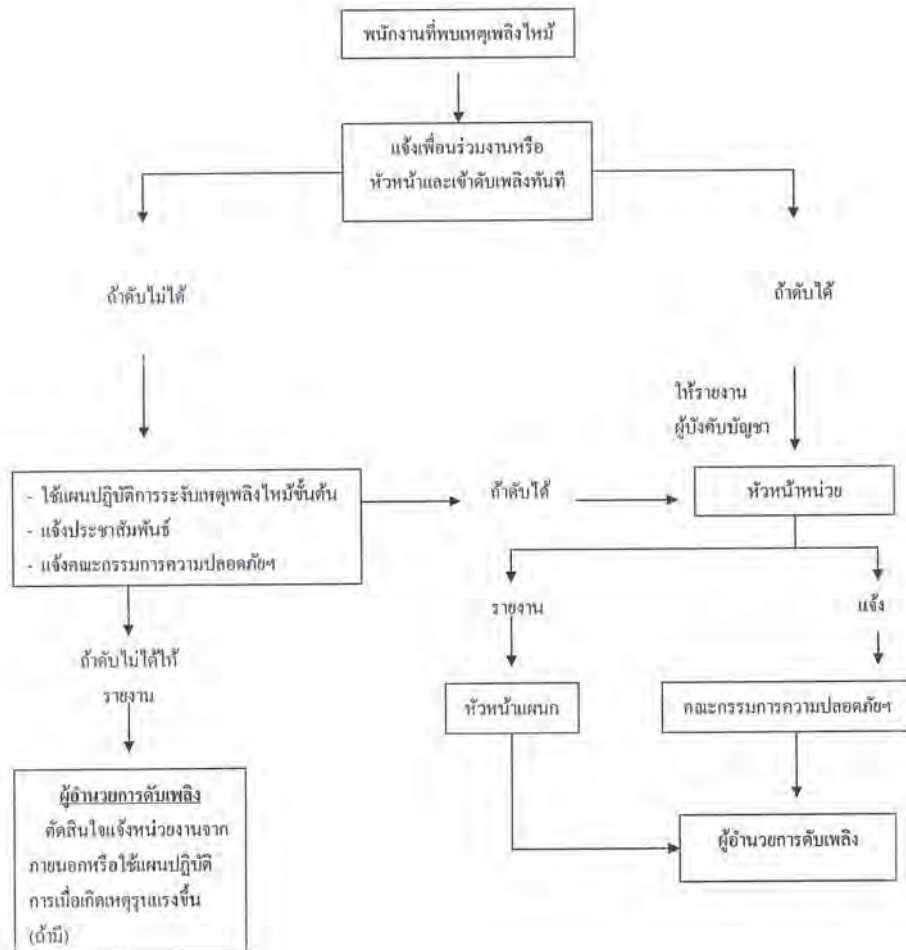 พนักงานที่พบเหตุเพลิงไหม้
แจ้งเพื่อนร่วมงานหรือ
หัวหน้าและเข้าดับเพลิงทันที
ถ้าดับไม่ได้
ถ้าดับได้
ให้รายงาน
ผู้บังคับบัญชา
- ใช้แผนปฏิบัติการระงับเหตุเพลิงไหม้ขั้นต้น
- แจ้งประชาสัมพันธ์
- แจ้งคณะกรรมการความปลอดภัยฯ
ถ้าดับได้
หัวหน้าหน่วย
รายงาน
แจ้ง
ถ้าดับไม่ได้ให้
รายงาน
หัวหน้าแผนก
คณะกรรมการความปลอดภัยฯ
ผู้อำนวยการดับเพลิง
ตัดสินใจแจ้งหน่วยงานจาก
ภายนอกหรือใช้แผนปฏิบัติ
การเมื่อเกิดเหตุรุนแรงขึ้น
(ถ้ามี)
ผู้อำนวยการดับเพลิง